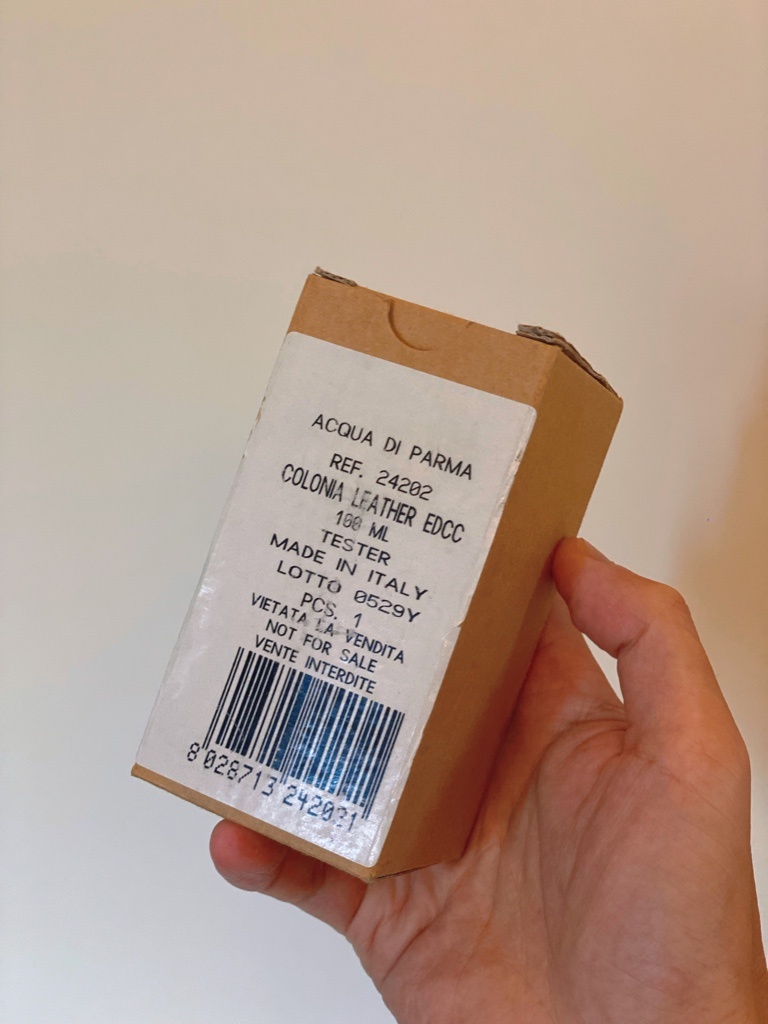 ACQUA DI PARMA
REF. 24202
COLONIA LEATHER EDCC
100 ML
TESTER
MADE IN ITALY
LOTTO 0529Y
PCS. 1
VIETATA LA VENDITA
NOT FOR SALE
VENTE INTERDITE
8 028713 242021